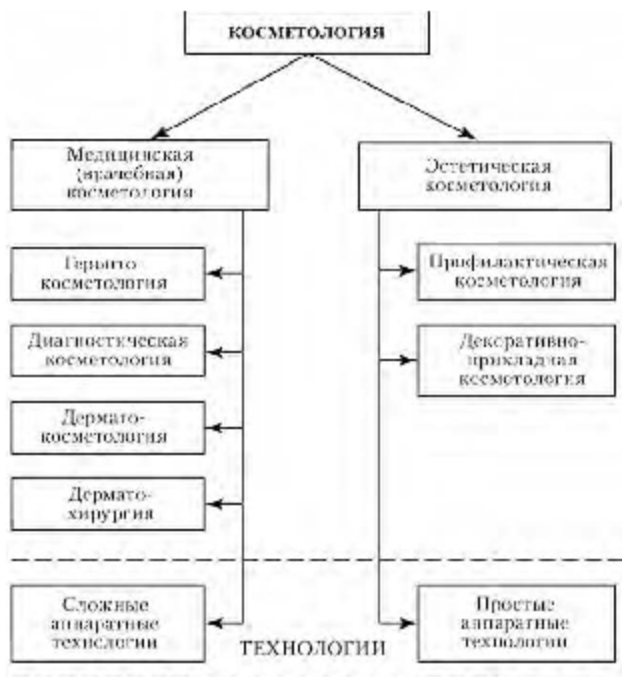 КОСМЕТОЛОГИЯ
Медицинская
(врачебная)
косметология
Эстетическая
косметология
Геронто-
косметология
Профилактическая
косметология
Диагностическая
косметология
Декоративно-
прикладная
косметология
Дермато-
косметология
Дермато-
хирургия
Сложные
аппаратные
технологии
Простые
аппаратные
технологии
ТЕХНОЛОГИИ